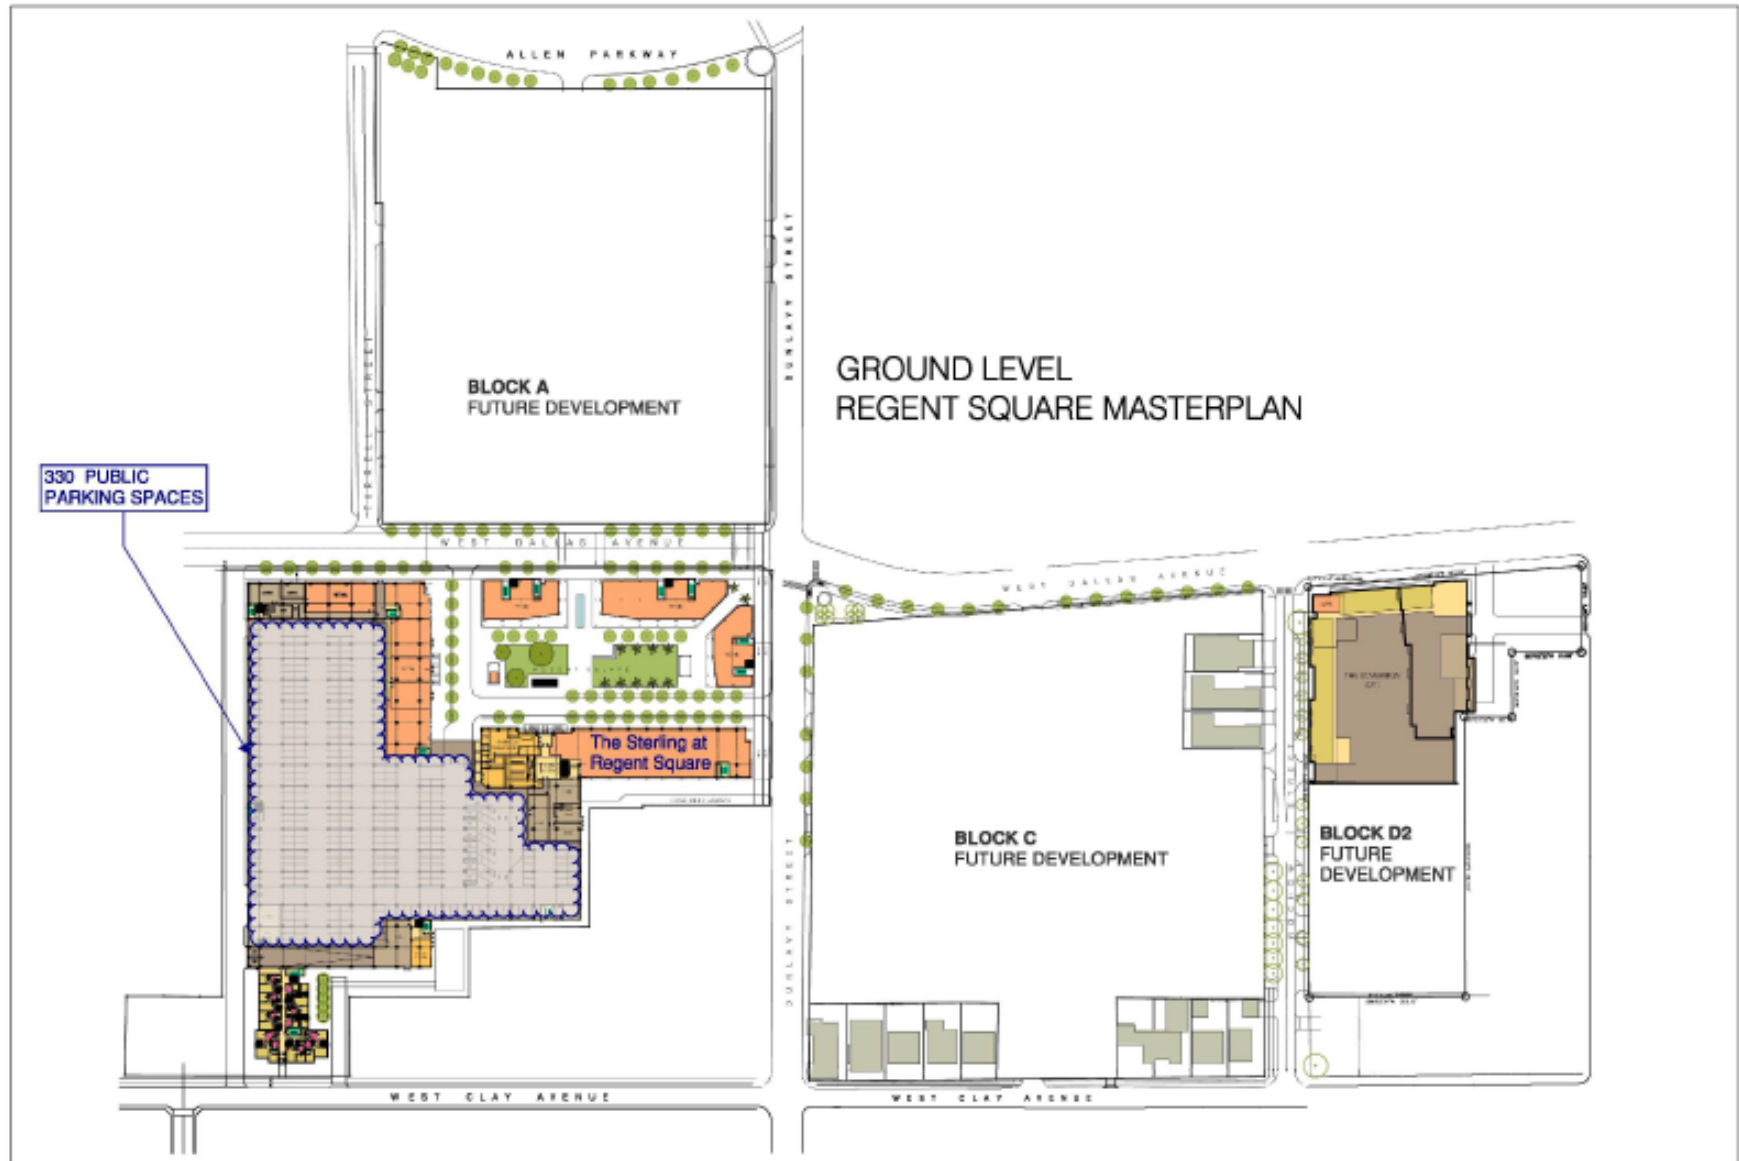 ALLEN PARKWAY
DUNLAVY STREET
GROUND LEVEL
REGENT SQUARE MASTERPLAN
BLOCK A
FUTURE DEVELOPMENT
330 PUBLIC
PARKING SPACES
WEST DALLAS AVENUE
WEST DALLAS AVENUE
The Sterling at
Regent Square
BLOCK C
FUTURE DEVELOPMENT
BLOCK D2
FUTURE
DEVELOPMENT
DUNLAVY STREET
WEST CLAY AVENUE
WEST CLAY AVENUE